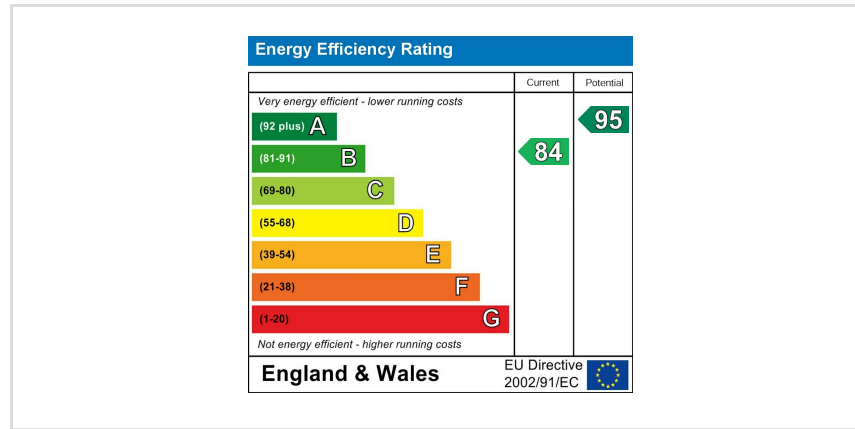 Energy Efficiency Rating
Current Potential
Very energy efficient - lower running costs
(92 plus) A
95
(81-91) B
84
(69-80) C
(55-68) D
(39-54) E
(21-38) F
(1-20) G
Not energy efficient - higher running costs
England & Wales
EU Directive
2002/91/EC